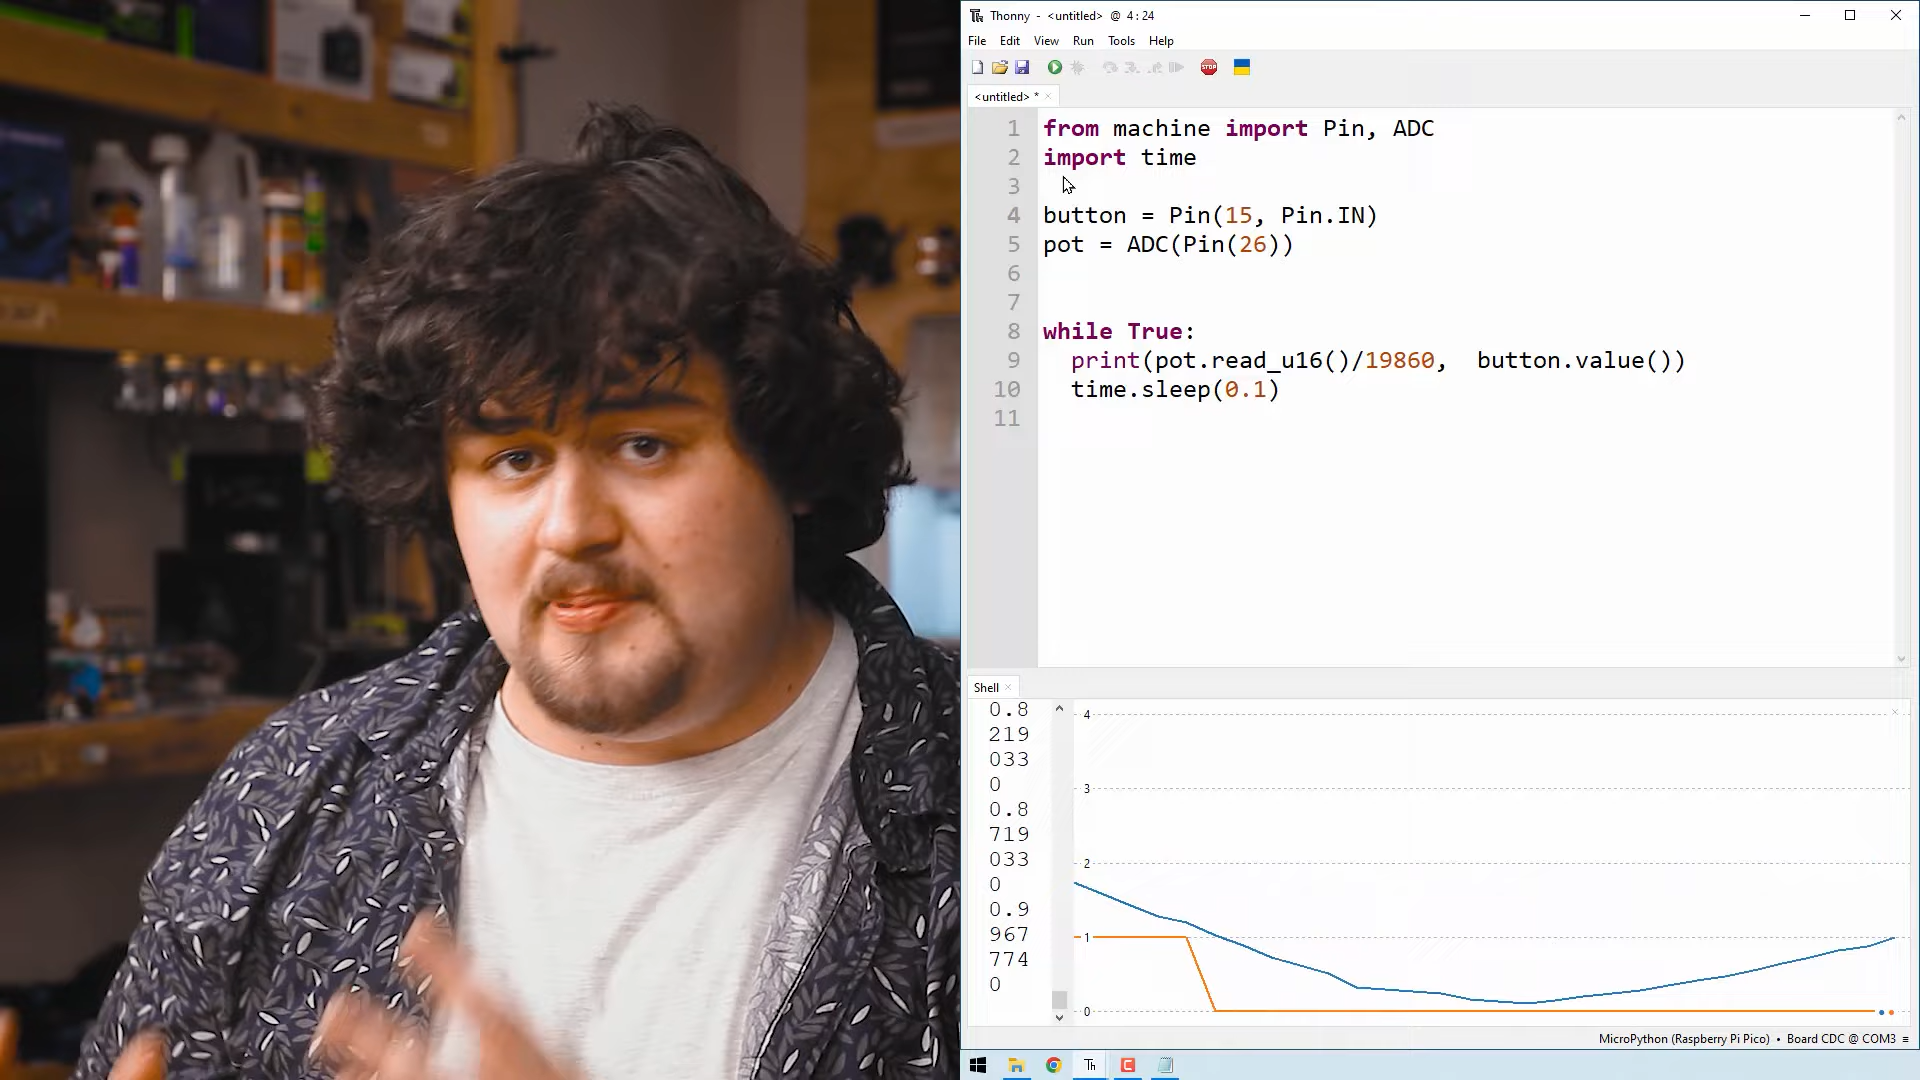 Thonny - <untitled> @ 4:24
File Edit View Run Tools Help
STOP
<untitled> *
1 from machine import Pin, ADC
2 import time
3
4 button = Pin(15, Pin.IN)
5 pot = ADC(Pin(26))
6
7
8 while True:
9 print(pot.read_u16()/19860, button.value())
10 time.sleep(0.1)
11
Shell
0.8
219
033
0
0.8
719
033
0
0.9
967
774
0
4
3
2
1
0
MicroPython (Raspberry Pi Pico) • Board CDC @ COM3 ≡
Th